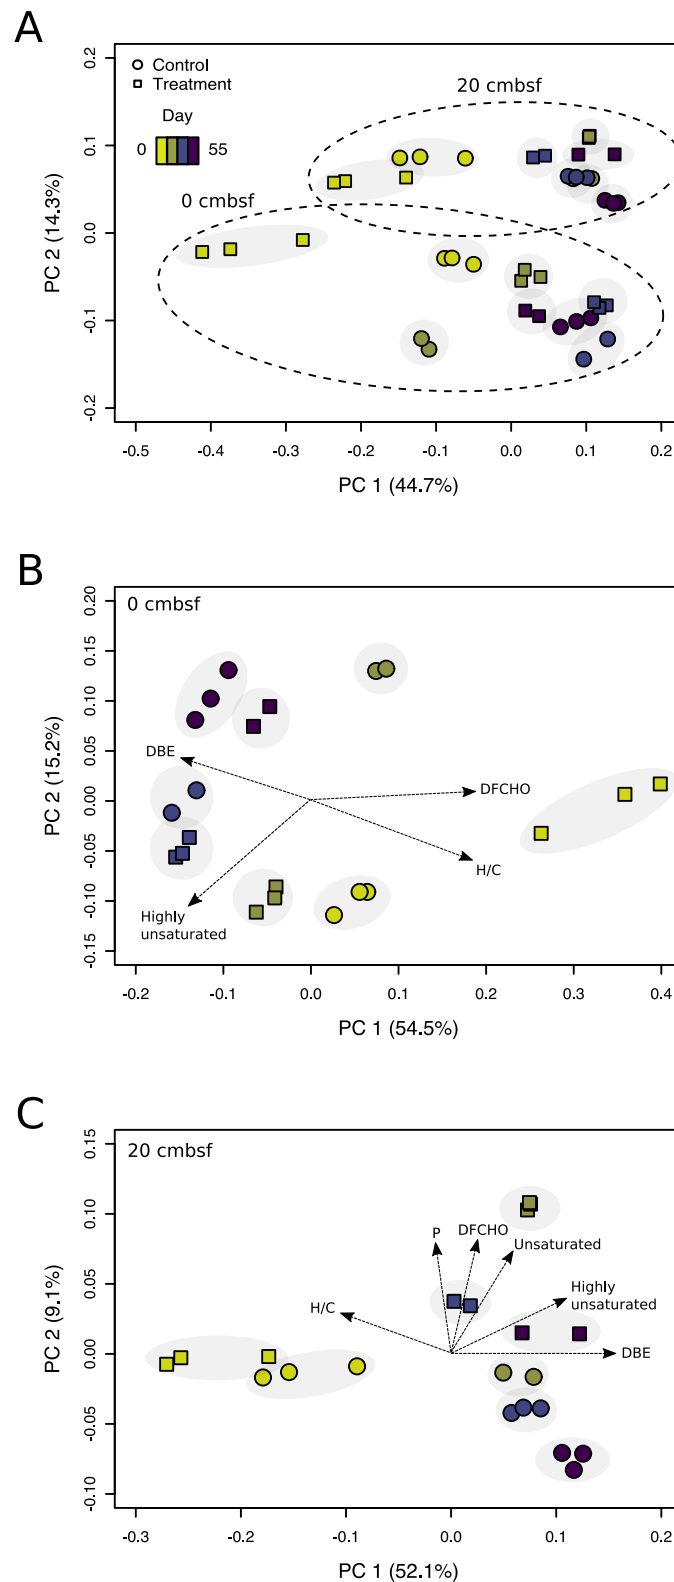 A
Control
Treatment
Day
0 55
20 cmbsf
0 cmbsf
0.2
0.1
0.0
-0.1
-0.2
PC 2 (14.3%)
-0.5 -0.4 -0.3 -0.2 -0.1 0.0 0.1 0.2
PC 1 (44.7%)
B
0 cmbsf
0.20
0.15
0.10
0.05
0.00
-0.05
-0.10
-0.15
PC 2 (15.2%)
DBE
DFCHO
H/C
Highly
unsaturated
-0.2 -0.1 0.0 0.1 0.2 0.3 0.4
PC 1 (54.5%)
C
20 cmbsf
0.15
0.10
0.05
0.00
-0.05
-0.10
PC 2 (9.1%)
P DFCHO
Unsaturated
H/C
Highly
unsaturated
DBE
-0.3 -0.2 -0.1 0.0 0.1 0.2
PC 1 (52.1%)